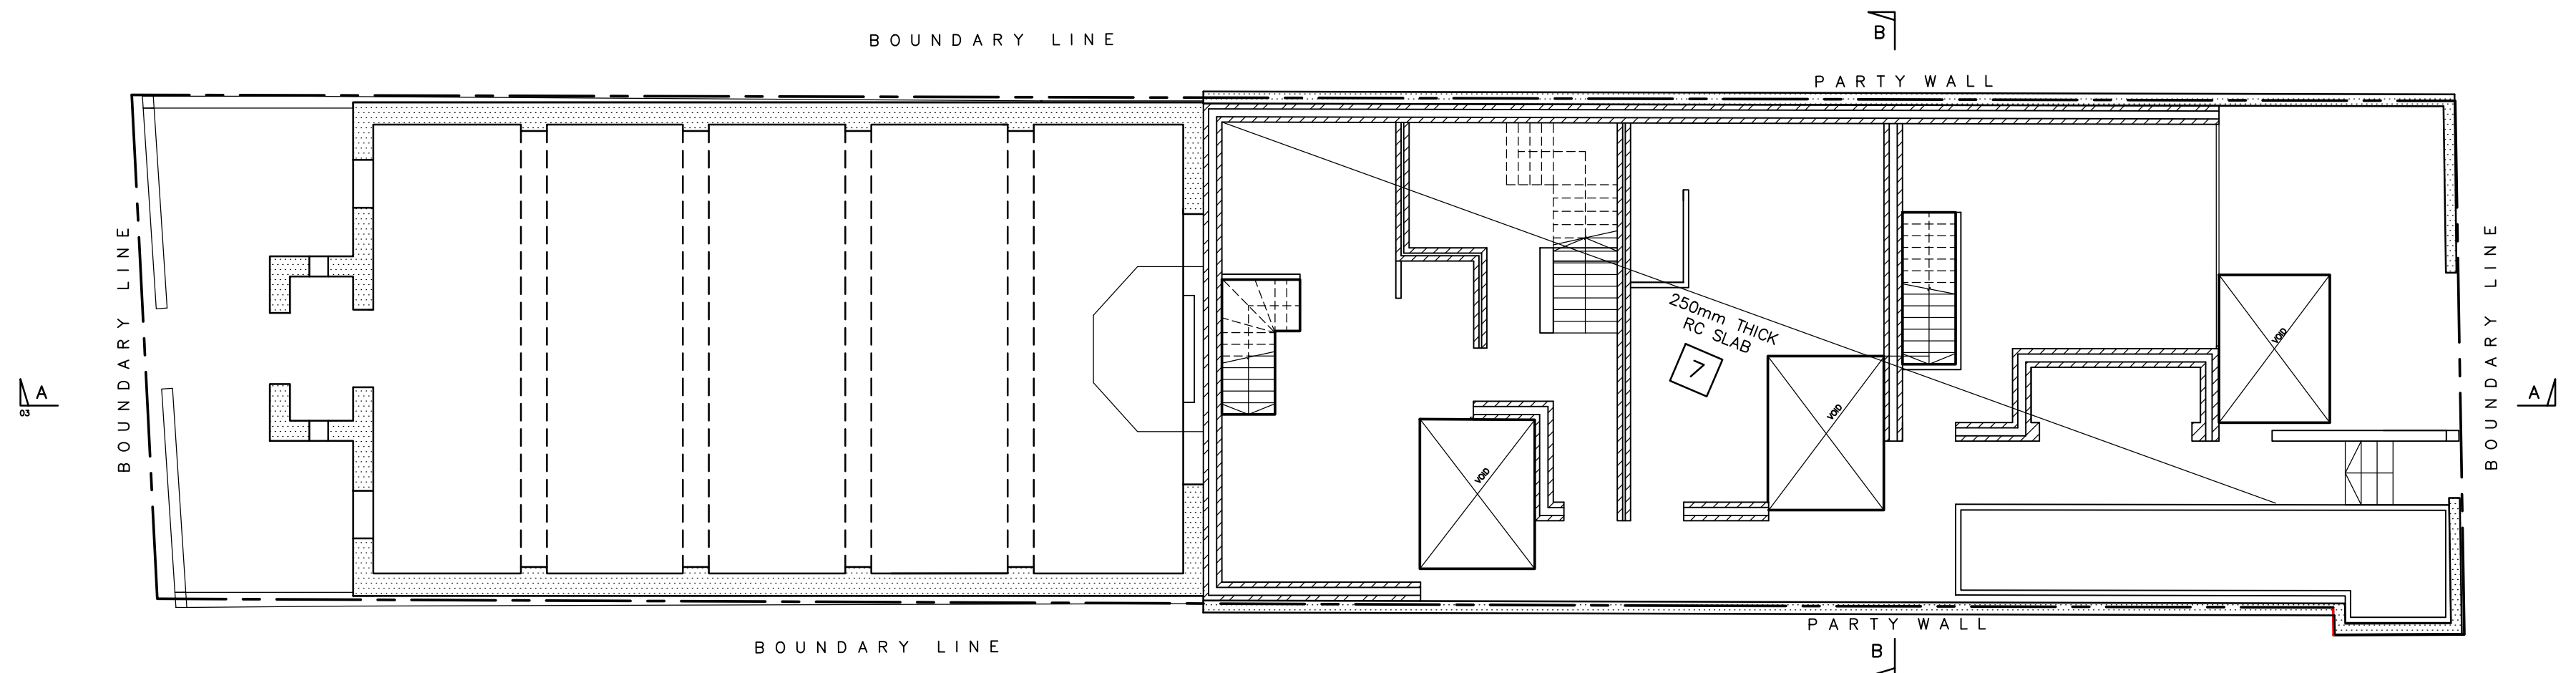 B
BOUNDARY LINE
PARTY WALL
BOUNDARY LINE
BOUNDARY LINE
250mm THICK
RC SLAB
7
VOID
VOID
VOID
A
03
A
PARTY WALL
BOUNDARY LINE
B